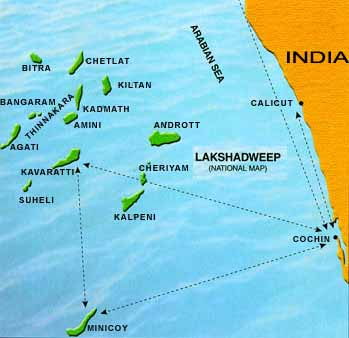 ARABIAN SEA
INDIA
BITRA
CHETLAT
KILTAN
BANGARAM
THINNAKARA
KADMATH
AMINI
CALICUT
AGATI
ANDROTT
KAVARATTI
CHERIYAM
LAKSHADWEEP
(NATIONAL MAP)
SUHELI
KALPENI
COCHIN
MINICOY